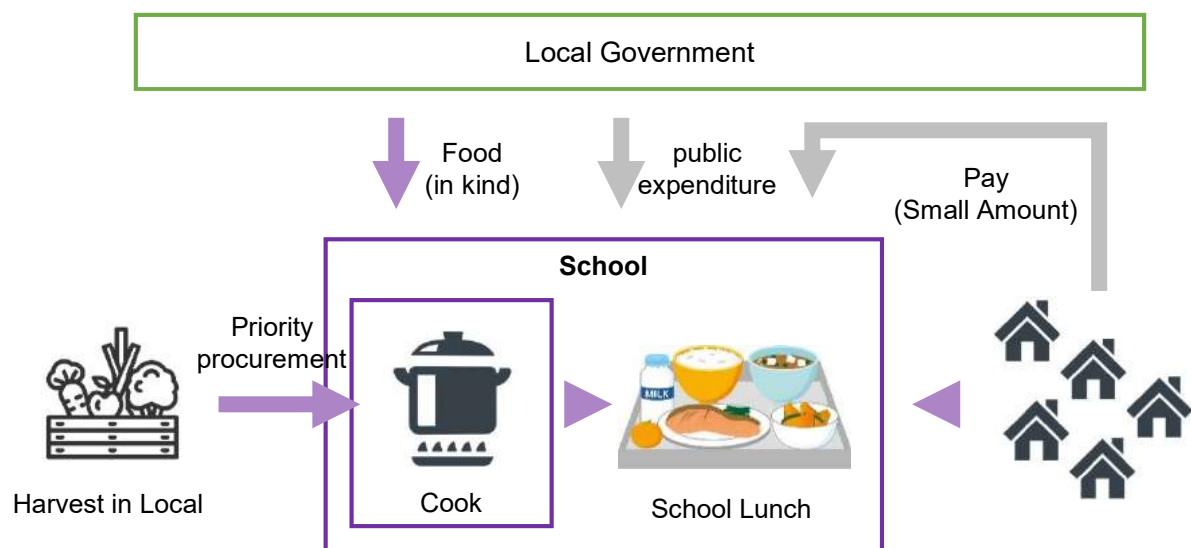 Local Government
Food
(in kind)
public
expenditure
Pay
(Small Amount)
School
Priority
procurement
MILK
Harvest in Local
Cook
School Lunch